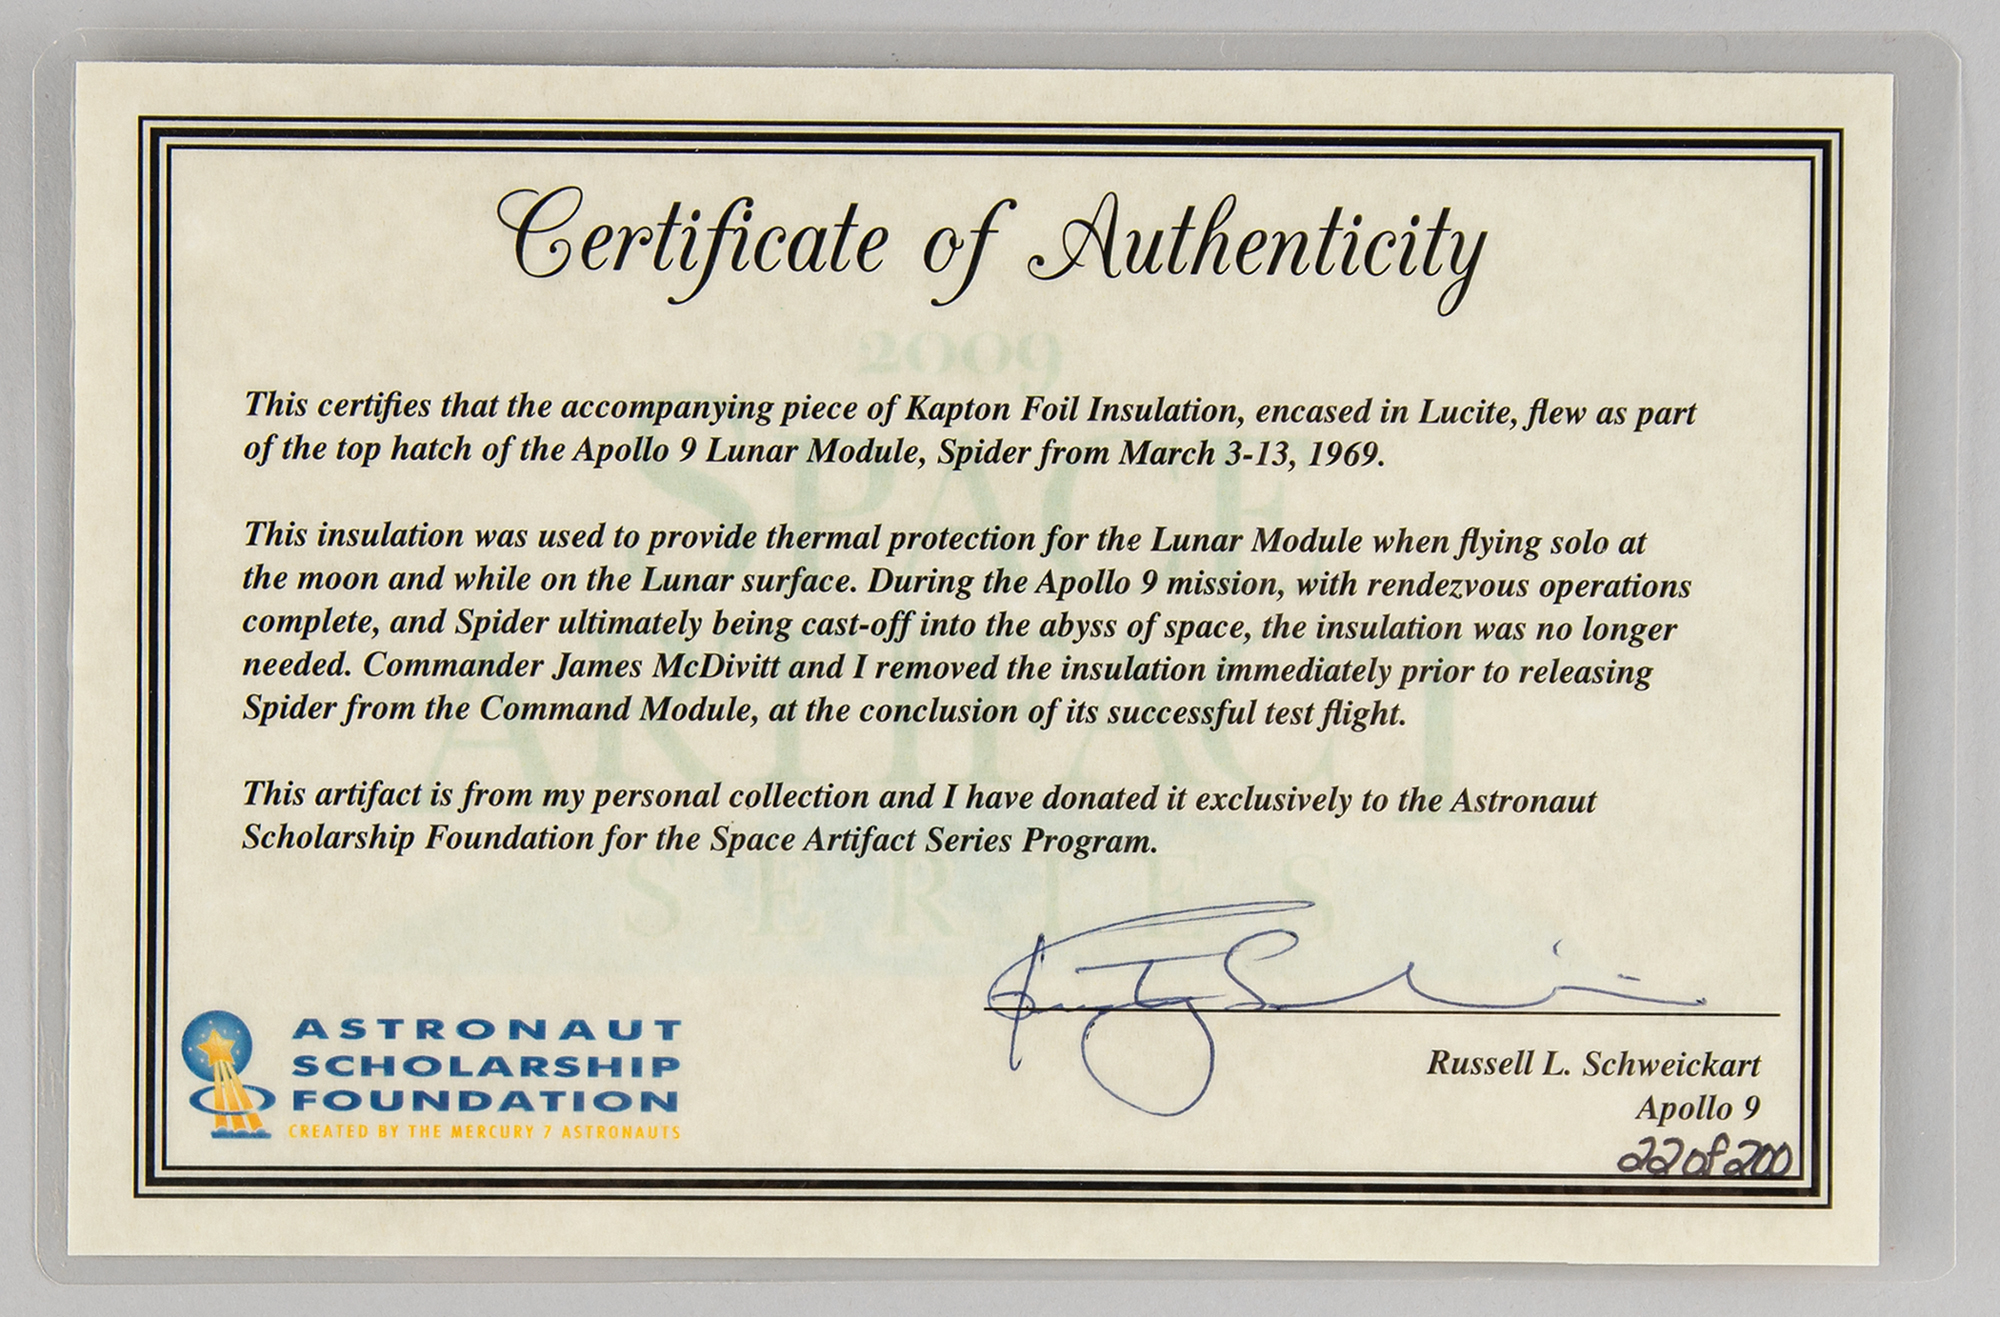 Certificate of Authenticity
2009
SPACE
ARTIFACT
SERIES
This certifies that the accompanying piece of Kapton Foil Insulation, encased in Lucite, flew as part
of the top hatch of the Apollo 9 Lunar Module, Spider from March 3-13, 1969.
This insulation was used to provide thermal protection for the Lunar Module when flying solo at
the moon and while on the Lunar surface. During the Apollo 9 mission, with rendezvous operations
complete, and Spider ultimately being cast-off into the abyss of space, the insulation was no longer
needed. Commander James McDivitt and I removed the insulation immediately prior to releasing
Spider from the Command Module, at the conclusion of its successful test flight.
This artifact is from my personal collection and I have donated it exclusively to the Astronaut
Scholarship Foundation for the Space Artifact Series Program.
ASTRONAUT
SCHOLARSHIP
FOUNDATION
CREATED BY THE MERCURY 7 ASTRONAUTS
Russell L. Schweickart
Apollo 9
22 of 200